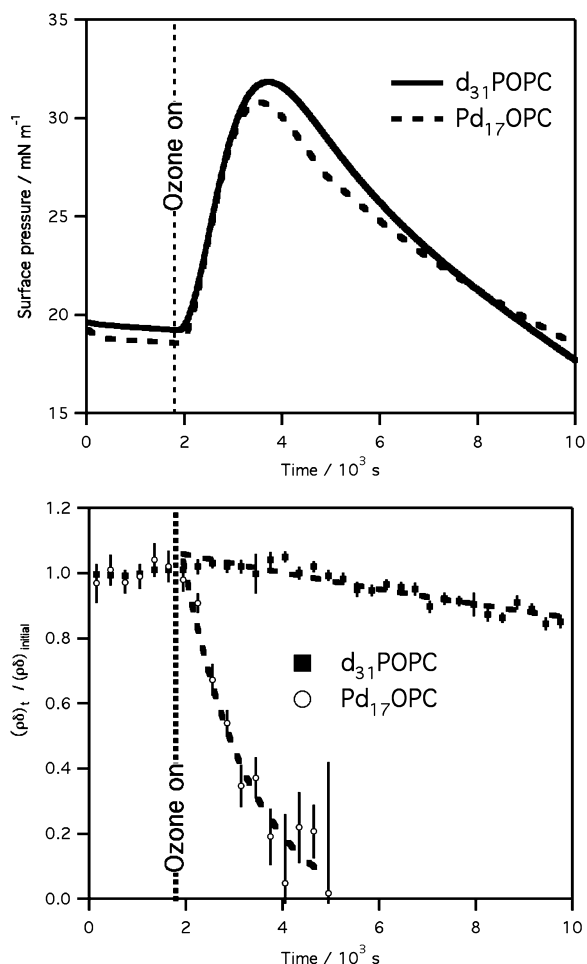 35
30
25
20
15
Surface pressure / mN m⁻¹
Ozone on
d₃₁POPC
Pd₁₇OPC
0
2
4
6
8
10
Time / 10³ s
1.2
1.0
0.8
0.6
0.4
0.2
0.0
(ρδ)t / (ρδ)initial
Ozone on
d₃₁POPC
Pd₁₇OPC
0
2
4
6
8
10
Time / 10³ s